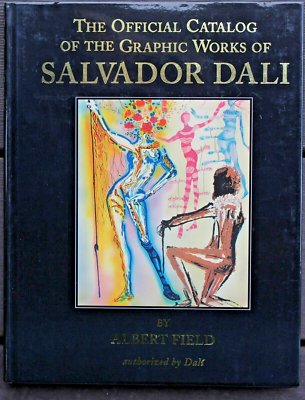 THE OFFICIAL CATALOG
OF THE GRAPHIC WORKS OF
SALVADOR DALI
BY
ALBERT FIELD
authorized by Dalí